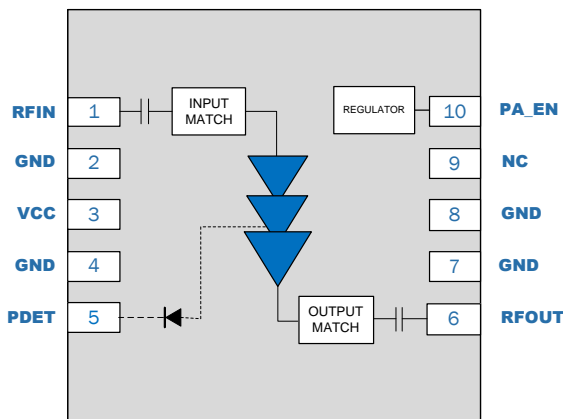 RFIN 1 INPUT MATCH REGULATOR 10 PA_EN
GND 2 9 NC
VCC 3 8 GND
GND 4 7 GND
PDET 5 OUTPUT MATCH 6 RFOUT